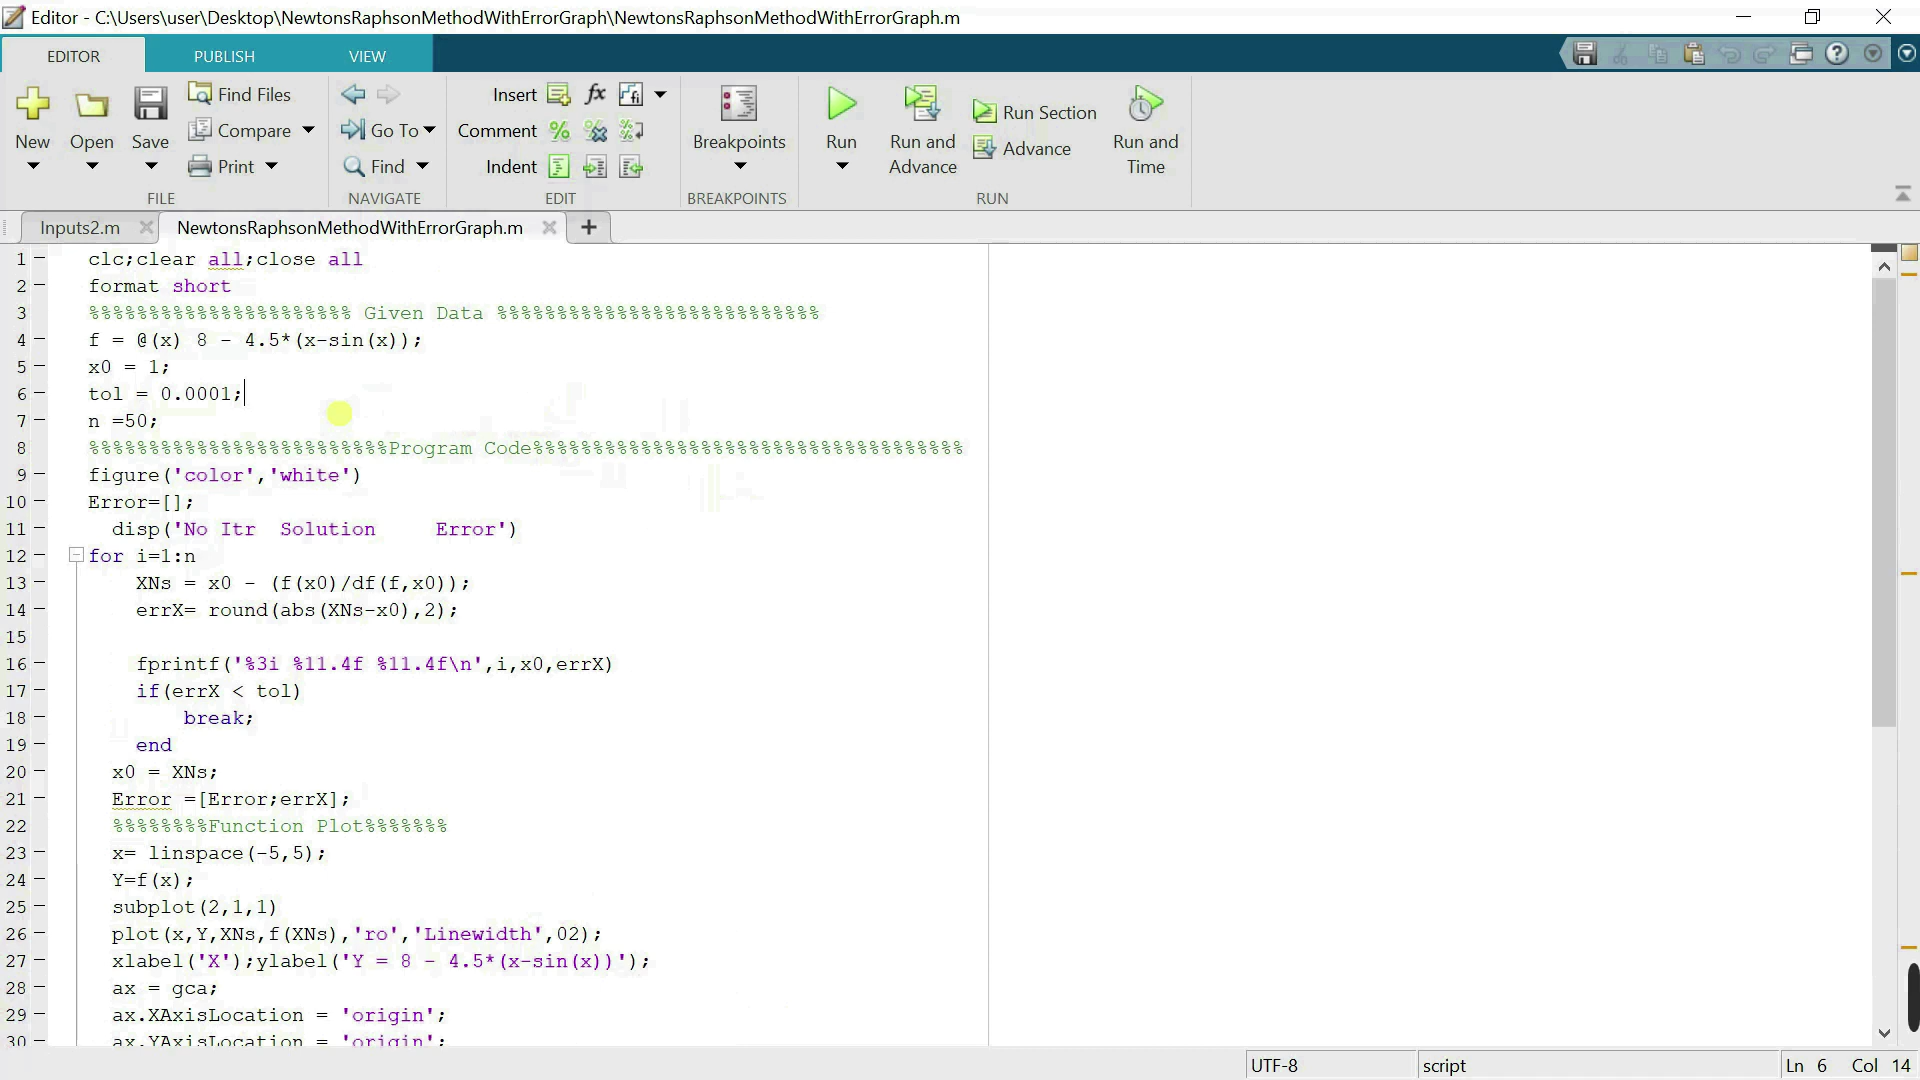 Editor - C:\Users\user\Desktop\NewtonsRaphsonMethodWithErrorGraph\NewtonsRaphsonMethodWithErrorGraph.m
EDITOR PUBLISH VIEW
New Open Save Find Files Compare Print
Go To Find
Insert fx
Comment
Indent
Breakpoints
Run Run and Advance Run Section Advance Run and Time
FILE NAVIGATE EDIT BREAKPOINTS RUN
Inputs2.m NewtonsRaphsonMethodWithErrorGraph.m
1 clc;clear all;close all
2 format short
3 %%%%%%%%%%%%%%%%%%%%%% Given Data %%%%%%%%%%%%%%%%%%%%%%%%%%%
4 f = @(x) 8 - 4.5*(x-sin(x));
5 x0 = 1;
6 tol = 0.0001;
7 n =50;
8 %%%%%%%%%%%%%%%%%%%%%%%%%Program Code%%%%%%%%%%%%%%%%%%%%%%%%%%%%%%%%%%%%
9 figure('color','white')
10 Error=[];
11 disp('No Itr  Solution     Error')
12 for i=1:n
13 XNs = x0 - (f(x0)/df(f,x0));
14 errX= round(abs(XNs-x0),2);
15
16 fprintf('%3i %11.4f %11.4f\n',i,x0,errX)
17 if(errX < tol)
18 break;
19 end
20 x0 = XNs;
21 Error =[Error;errX];
22 %%%%%%%%Function Plot%%%%%%%
23 x= linspace(-5,5);
24 Y=f(x);
25 subplot(2,1,1)
26 plot(x,Y,XNs,f(XNs),'ro','Linewidth',02);
27 xlabel('X');ylabel('Y = 8 - 4.5*(x-sin(x))');
28 ax = gca;
29 ax.XAxisLocation = 'origin';
30 ax.YAxisLocation = 'origin';
UTF-8 script Ln 6 Col 14